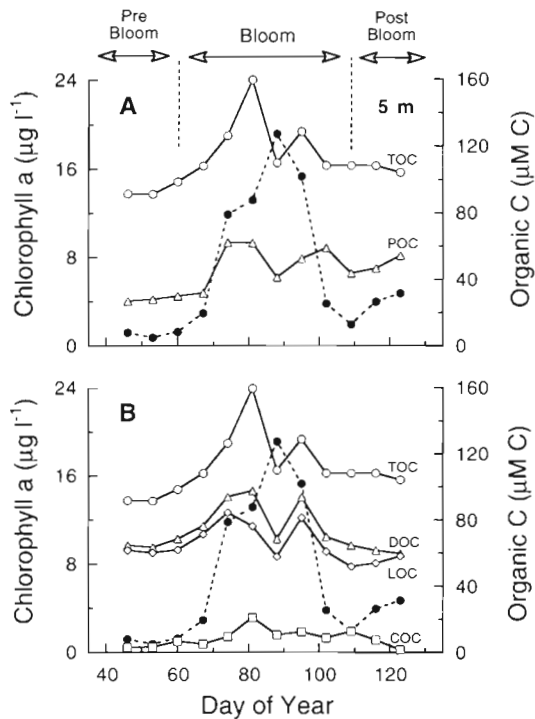 Pre Bloom
Bloom
Post Bloom
A
5 m
24
16
8
0
Chlorophyll a (µg l⁻¹)
160
120
80
40
0
Organic C (µM C)
TOC
POC
B
24
16
8
0
Chlorophyll a (µg l⁻¹)
160
120
80
40
0
Organic C (µM C)
TOC
DOC
LOC
COC
40
60
80
100
120
140
Day of Year